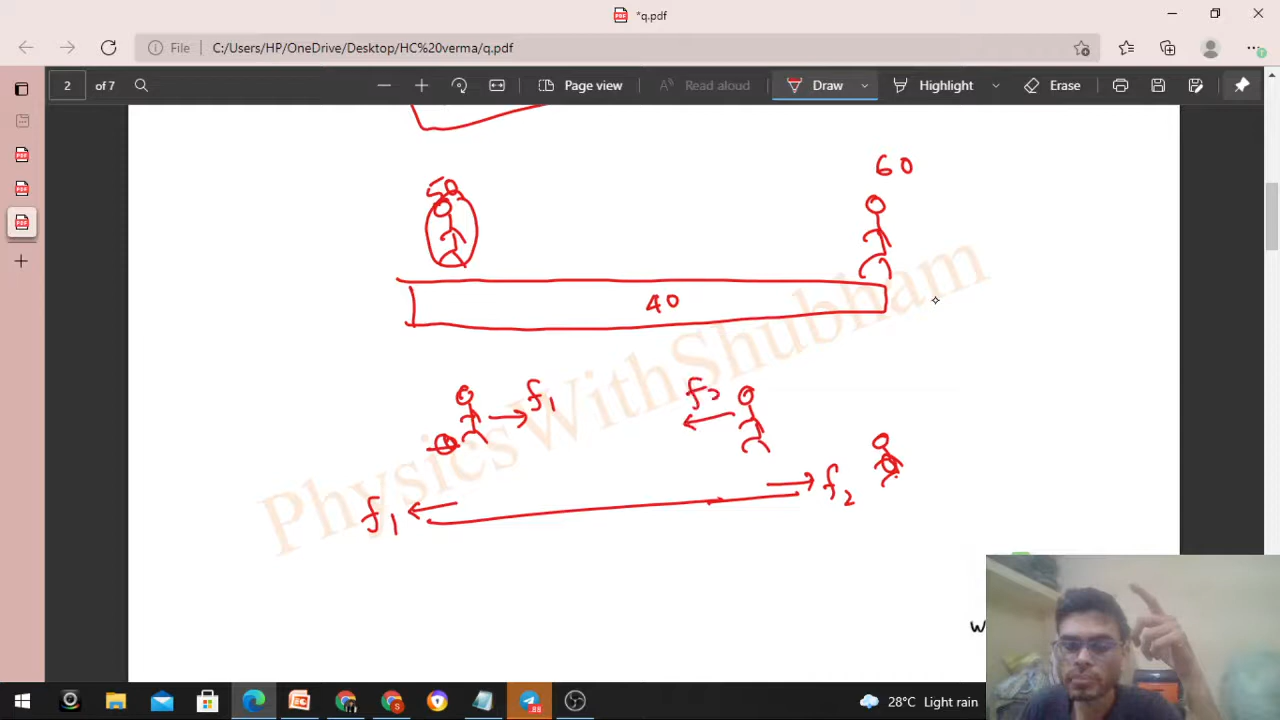 *q.pdf
File
C:/Users/HP/OneDrive/Desktop/HC%20verma/q.pdf
2 of 7
Page view
Read aloud
Draw
Highlight
Erase
60
50
40
f1
f2
f2
f1
PhysicsWithShubham
W
28°C Light rain